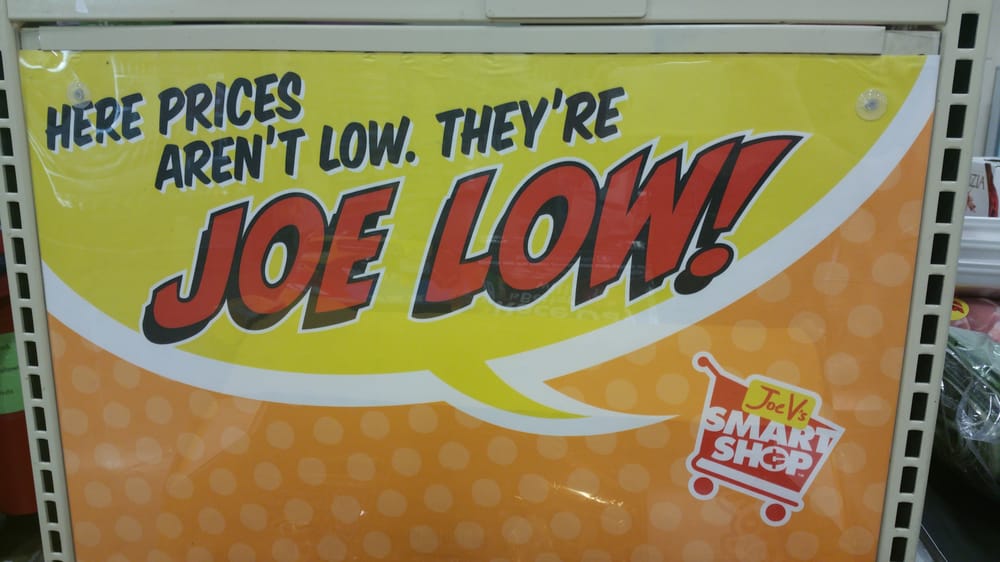 HERE PRICES
AREN'T LOW. THEY'RE
JOE LOW!
Joe V's
SMART
SHOP